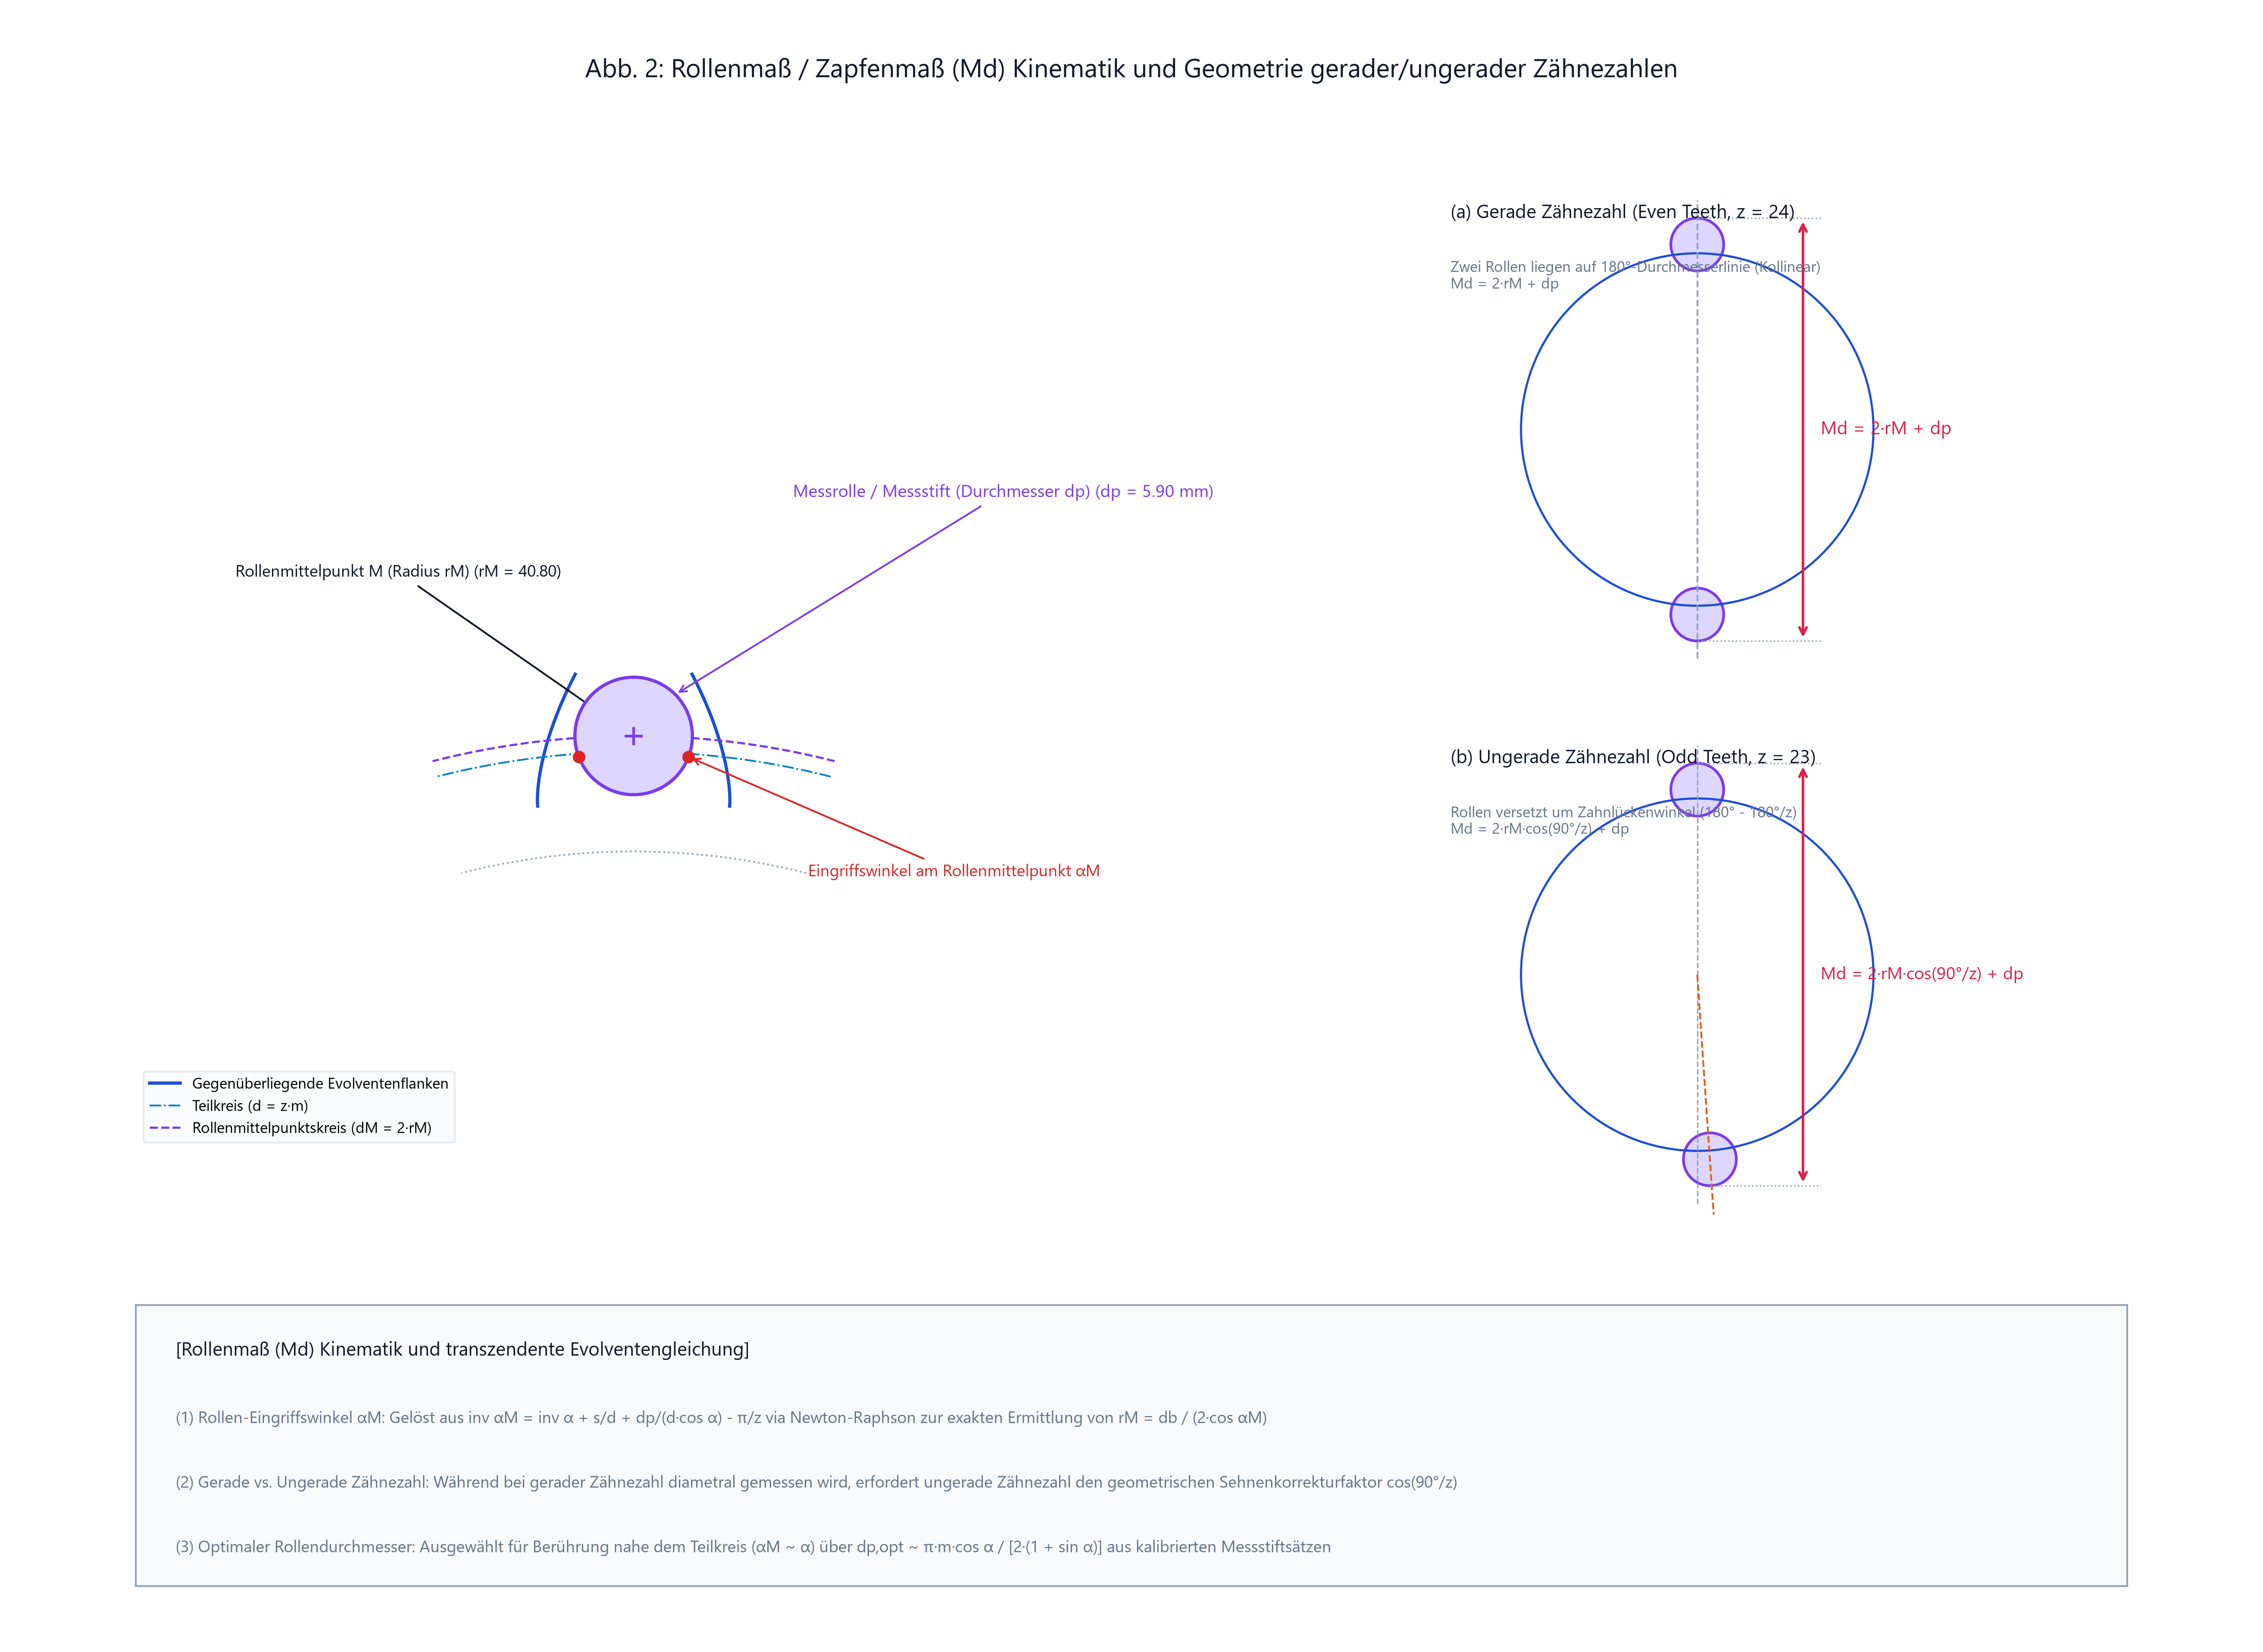 Abb. 2: Rollenmaß / Zapfenmaß (Md) Kinematik und Geometrie gerader/ungerader Zähnezahlen
(a) Gerade Zähnezahl (Even Teeth, z = 24)
Zwei Rollen liegen auf 180°-Durchmesserlinie (Kollinear)
Md = 2·rM + dp
Md = 2·rM + dp
Messrolle / Messstift (Durchmesser dp) (dp = 5.90 mm)
Rollenmittelpunkt M (Radius rM) (rM = 40.80)
Eingriffswinkel am Rollenmittelpunkt αM
(b) Ungerade Zähnezahl (Odd Teeth, z = 23)
Rollen versetzt um Zahnlückenwinkel (180° - 180°/z)
Md = 2·rM·cos(90°/z) + dp
Md = 2·rM·cos(90°/z) + dp
Gegenüberliegende Evolventenflanken
Teilkreis (d = z·m)
Rollenmittelpunktskreis (dM = 2·rM)
[Rollenmaß (Md) Kinematik und transzendente Evolventengleichung]
(1) Rollen-Eingriffswinkel αM: Gelöst aus inv αM = inv α + s/d + dp/(d·cos α) - π/z via Newton-Raphson zur exakten Ermittlung von rM = db / (2·cos αM)
(2) Gerade vs. Ungerade Zähnezahl: Während bei gerader Zähnezahl diametral gemessen wird, erfordert ungerade Zähnezahl den geometrischen Sehnenkorrekturfaktor cos(90°/z)
(3) Optimaler Rollendurchmesser: Ausgewählt für Berührung nahe dem Teilkreis (αM ~ α) über dp,opt ~ π·m·cos α / [2·(1 + sin α)] aus kalibrierten Messstiftsätzen